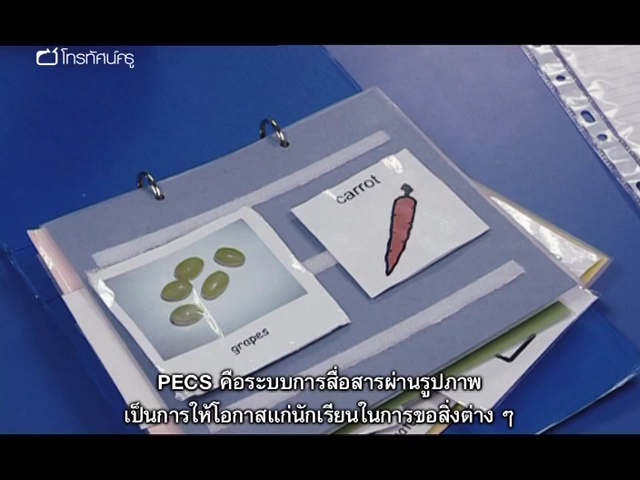 โทรทัศน์ครู
carrot
grapes
PECS คือระบบการสื่อสารผ่านรูปภาพ
เป็นการให้โอกาสแก่นักเรียนในการขอสิ่งต่าง ๆ